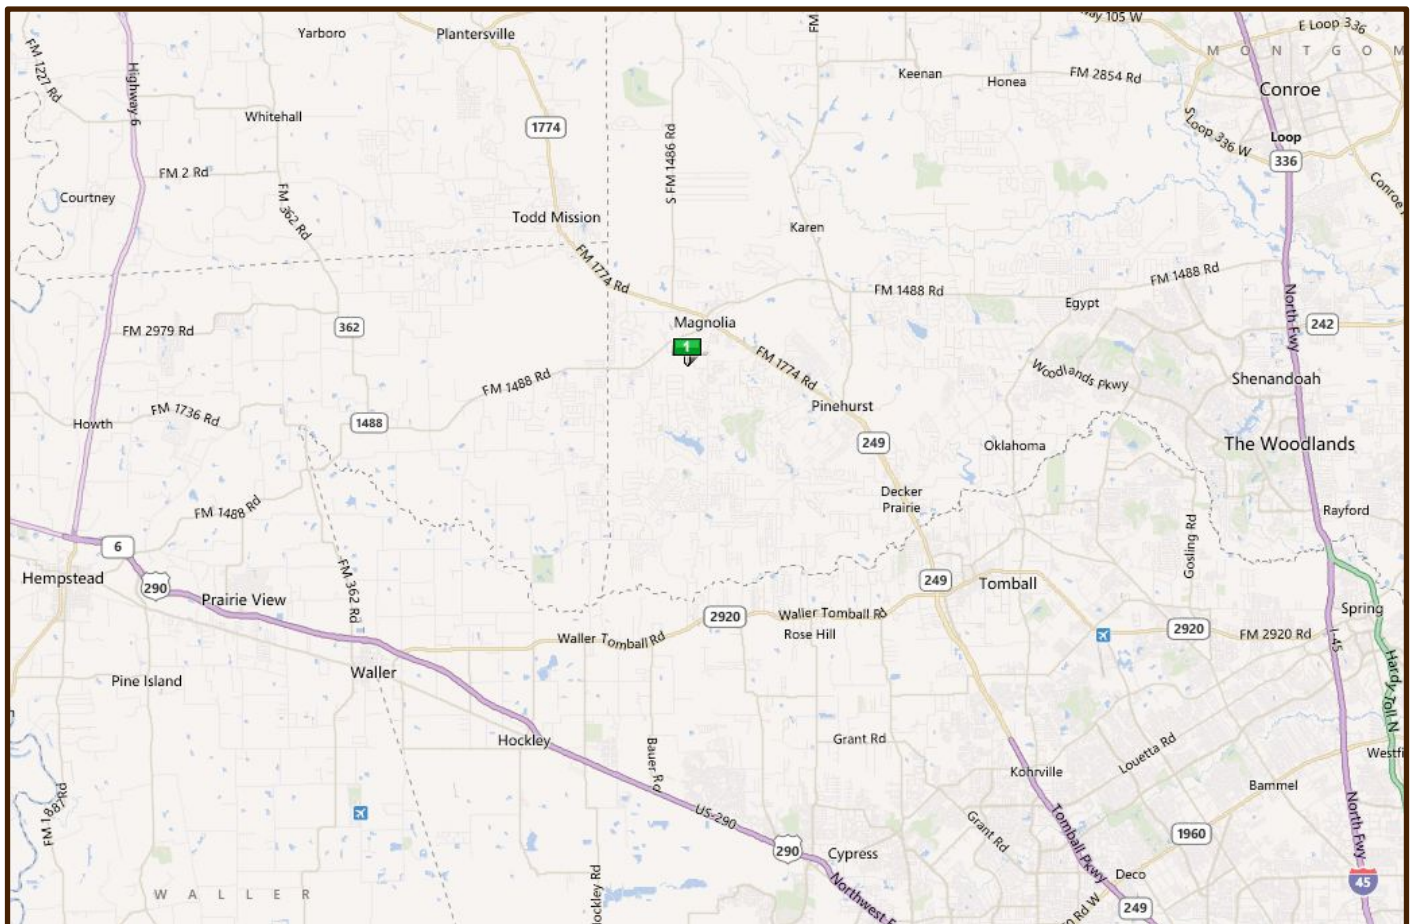 Yarboro
Plantersville
FM
105 W
E Loop 336
M O N T G O M
FM 1227 Rd
Highway 6
Keenan
Honea
FM 2854 Rd
Conroe
Whitehall
1774
S FM 1486 Rd
S Loop 336 W
Loop
336
FM 2 Rd
Courtney
FM 362 Rd
Conroe
Todd Mission
Karen
FM 1774 Rd
FM 1488 Rd
FM 1488 Rd
Egypt
North Fwy
FM 2979 Rd
362
Magnolia
242
1
FM 1774 Rd
Woodlands Pkwy
Shenandoah
FM 1488 Rd
FM 1736 Rd
Howth
1488
Pinehurst
249
Oklahoma
The Woodlands
Decker
Prairie
FM 1488 Rd
Rayford
6
Gosling Rd
Hempstead
290
Prairie View
FM 362 Rd
249
Tomball
Spring
2920
Waller Tomball Rd
Rose Hill
Waller Tomball Rd
2920
FM 2920 Rd
I-45
Hardy Toll N
Waller
Pine Island
Hockley
Bauer Rd
Grant Rd
Louetta Rd
Westfi
Kohrville
Bammel
FM 1887 Rd
US-290
Grant Rd
Tomball Pkwy
1960
North Fwy
290
Cypress
Northwest F
Deco
45
W A L L E R
ockley Rd
Rd W
249